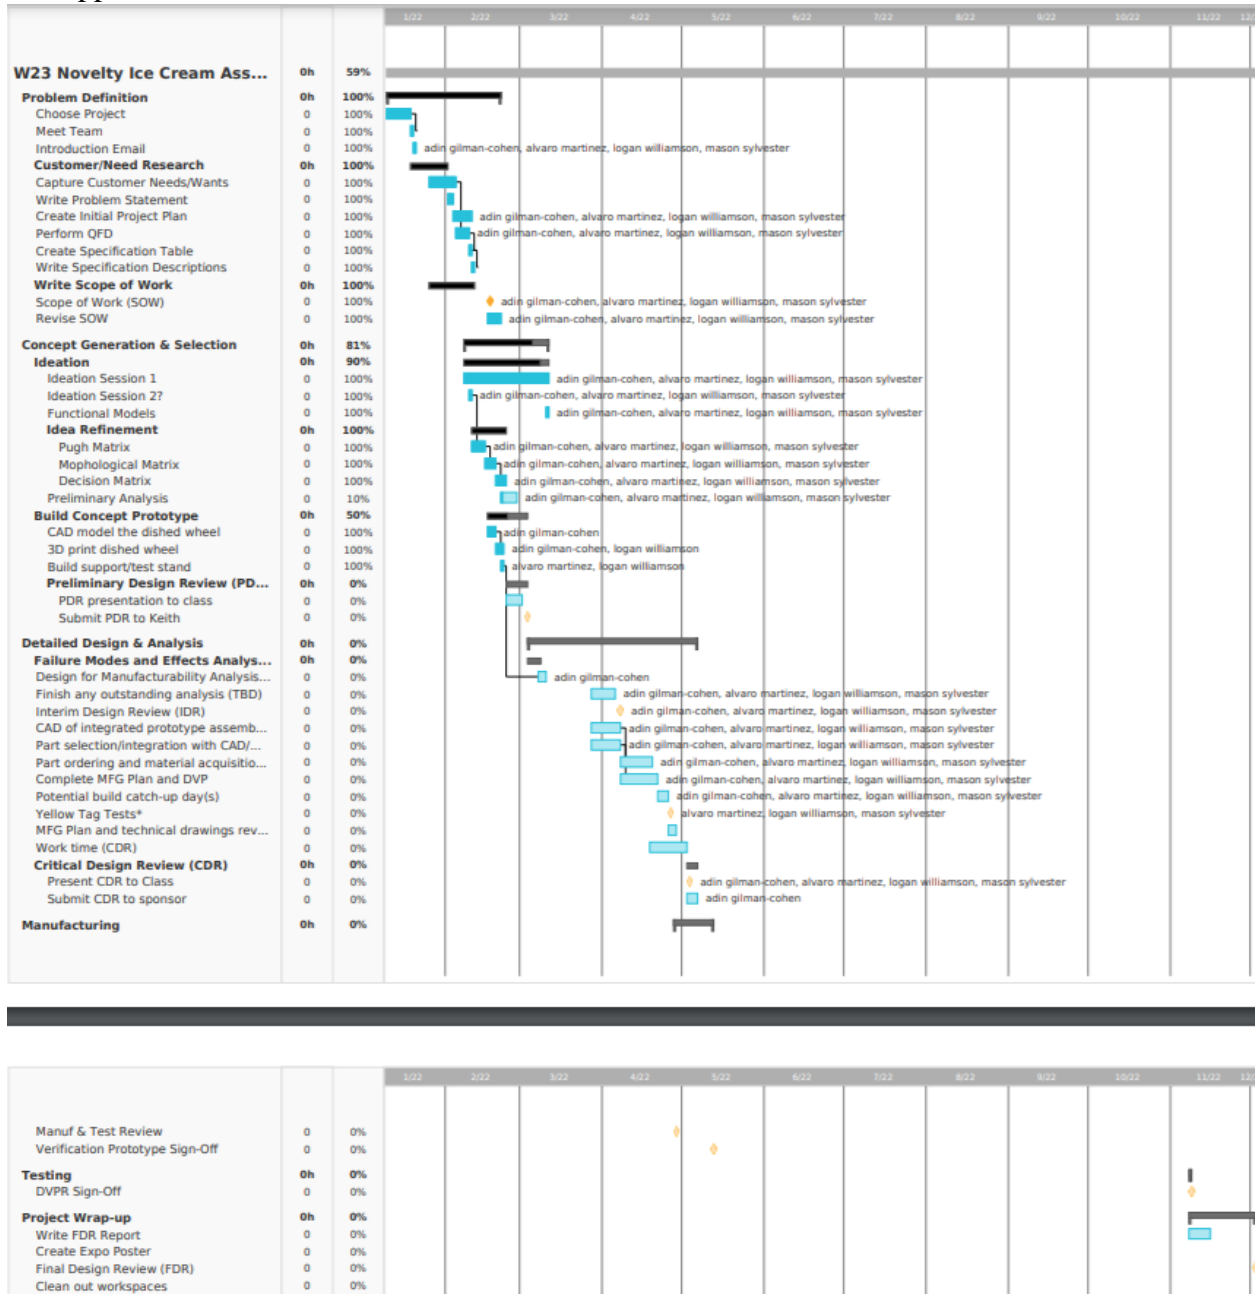 1/22 2/22 3/22 4/22 5/22 6/22 7/22 8/22 9/22 10/22 11/22
W23 Novelty Ice Cream Ass... 0h 59%
Problem Definition 0h 100%
Choose Project 0 100%
Meet Team 0 100%
Introduction Email 0 100% adin gilman-cohen, alvaro martinez, logan williamson, mason sylvester
Customer/Need Research 0h 100%
Capture Customer Needs/Wants 0 100%
Write Problem Statement 0 100%
Create Initial Project Plan 0 100% adin gilman-cohen, alvaro martinez, logan williamson, mason sylvester
Perform QFD 0 100% adin gilman-cohen, alvaro martinez, logan williamson, mason sylvester
Create Specification Table 0 100%
Write Specification Descriptions 0 100%
Write Scope of Work 0h 100%
Scope of Work (SOW) 0 100% adin gilman-cohen, alvaro martinez, logan williamson, mason sylvester
Revise SOW 0 100% adin gilman-cohen, alvaro martinez, logan williamson, mason sylvester
Concept Generation & Selection 0h 81%
Ideation 0h 90%
Ideation Session 1 0 100% adin gilman-cohen, alvaro martinez, logan williamson, mason sylvester
Ideation Session 2? 0 100% adin gilman-cohen, alvaro martinez, logan williamson, mason sylvester
Functional Models 0 100% adin gilman-cohen, alvaro martinez, logan williamson, mason sylvester
Idea Refinement 0h 100%
Pugh Matrix 0 100% adin gilman-cohen, alvaro martinez, logan williamson, mason sylvester
Mophological Matrix 0 100% adin gilman-cohen, alvaro martinez, logan williamson, mason sylvester
Decision Matrix 0 100% adin gilman-cohen, alvaro martinez, logan williamson, mason sylvester
Preliminary Analysis 0 10% adin gilman-cohen, alvaro martinez, logan williamson, mason sylvester
Build Concept Prototype 0h 50%
CAD model the dished wheel 0 100% adin gilman-cohen
3D print dished wheel 0 100% adin gilman-cohen, logan williamson
Build support/test stand 0 100% alvaro martinez, logan williamson
Preliminary Design Review (PD... 0h 0%
PDR presentation to class 0 0%
Submit PDR to Keith 0 0%
Detailed Design & Analysis 0h 0%
Failure Modes and Effects Analys... 0h 0%
Design for Manufacturability Analysis... 0 0% adin gilman-cohen
Finish any outstanding analysis (TBD) 0 0% adin gilman-cohen, alvaro martinez, logan williamson, mason sylvester
Interim Design Review (IDR) 0 0% adin gilman-cohen, alvaro martinez, logan williamson, mason sylvester
CAD of integrated prototype assemb... 0 0% adin gilman-cohen, alvaro martinez, logan williamson, mason sylvester
Part selection/integration with CAD/... 0 0% adin gilman-cohen, alvaro martinez, logan williamson, mason sylvester
Part ordering and material acquisitio... 0 0% adin gilman-cohen, alvaro martinez, logan williamson, mason sylvester
Complete MFG Plan and DVP 0 0% adin gilman-cohen, alvaro martinez, logan williamson, mason sylvester
Potential build catch-up day(s) 0 0% adin gilman-cohen, alvaro martinez, logan williamson, mason sylvester
Yellow Tag Tests* 0 0% alvaro martinez, logan williamson, mason sylvester
MFG Plan and technical drawings rev... 0 0%
Work time (CDR) 0 0%
Critical Design Review (CDR) 0h 0%
Present CDR to Class 0 0% adin gilman-cohen, alvaro martinez, logan williamson, mason sylvester
Submit CDR to sponsor 0 0% adin gilman-cohen
Manufacturing 0h 0%
1/22 2/22 3/22 4/22 5/22 6/22 7/22 8/22 9/22 10/22 11/22
Manuf & Test Review 0 0%
Verification Prototype Sign-Off 0 0%
Testing 0h 0%
DVPR Sign-Off 0 0%
Project Wrap-up 0h 0%
Write FDR Report 0 0%
Create Expo Poster 0 0%
Final Design Review (FDR) 0 0%
Clean out workspaces 0 0%